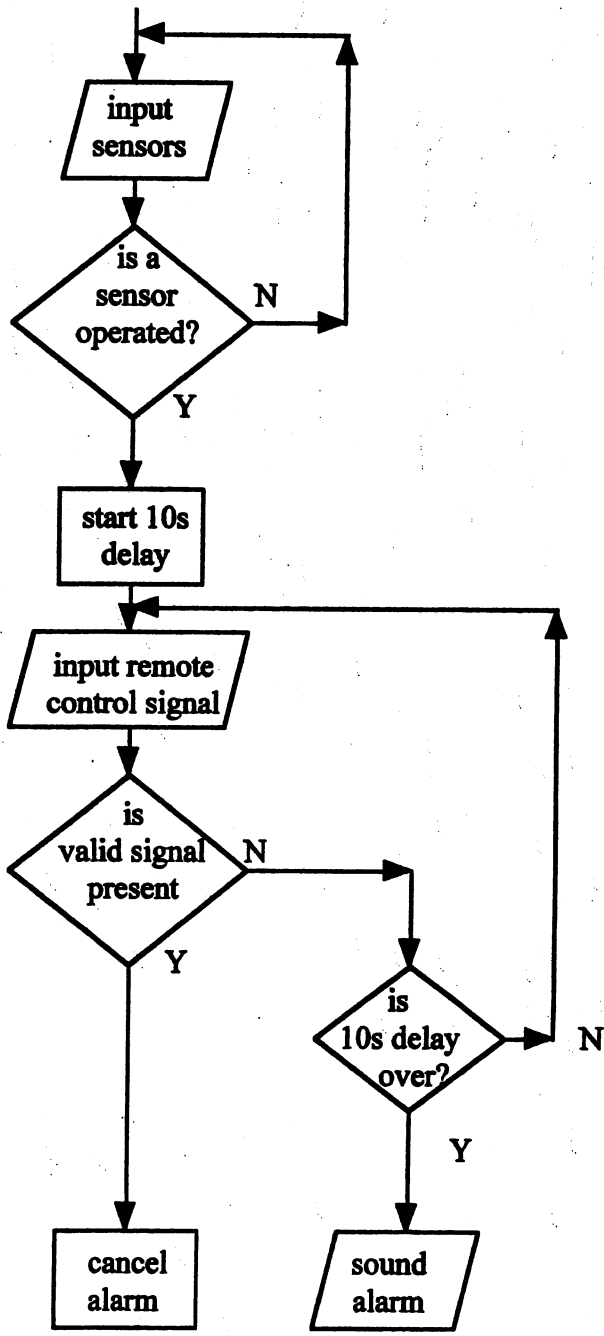 input
sensors
is a
sensor
operated?
N
Y
start 10s
delay
input remote
control signal
is
valid signal
present
N
Y
is
10s delay
over?
N
Y
cancel
alarm
sound
alarm